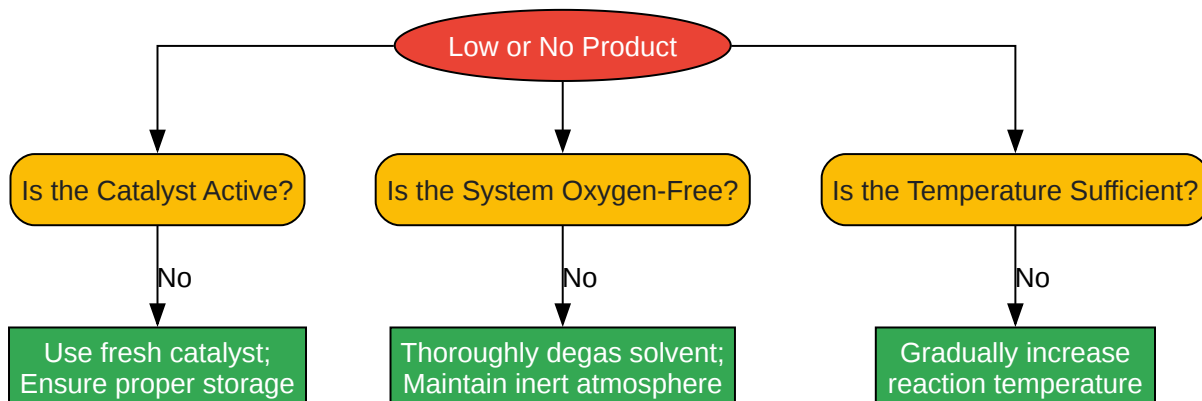 Low or No Product
Is the Catalyst Active?
Is the System Oxygen-Free?
Is the Temperature Sufficient?
No
No
No
Use fresh catalyst;
Ensure proper storage
Thoroughly degas solvent;
Maintain inert atmosphere
Gradually increase
reaction temperature